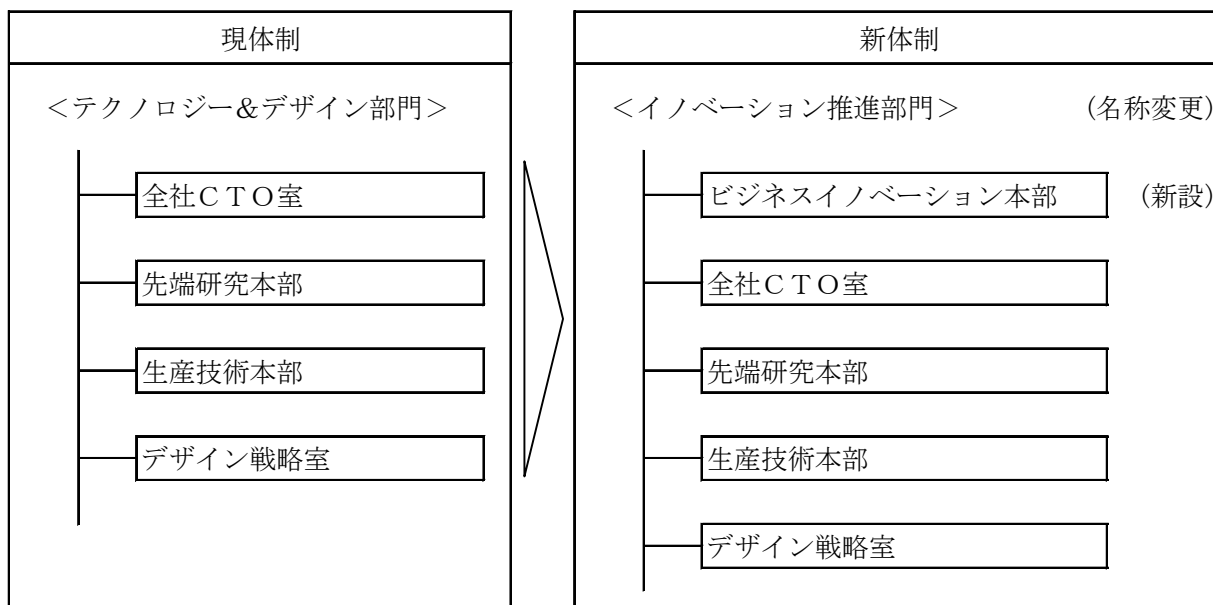 現体制
<テクノロジー&デザイン部門>
全社CTO室
先端研究本部
生産技術本部
デザイン戦略室
新体制
<イノベーション推進部門> (名称変更)
ビジネスイノベーション本部 (新設)
全社CTO室
先端研究本部
生産技術本部
デザイン戦略室